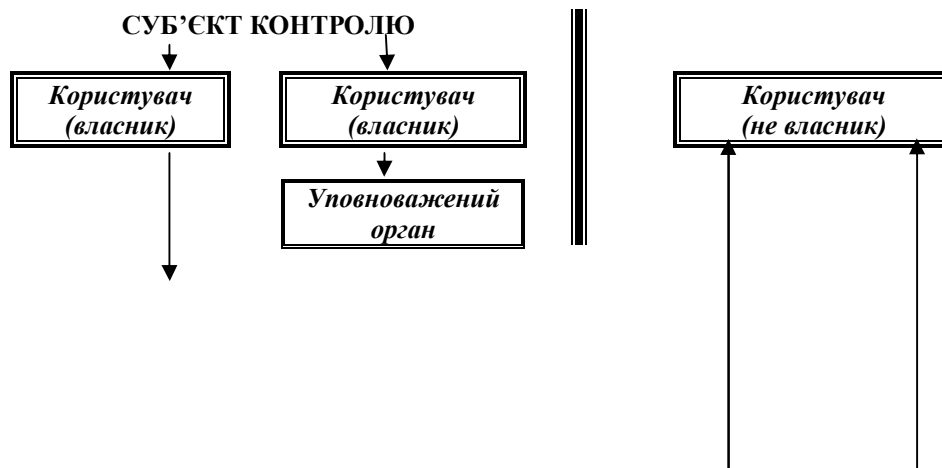 СУБ’ЄКТ КОНТРОЛЮ
Користувач
(власник)
Користувач
(власник)
Користувач
(не власник)
Уповноважений
орган